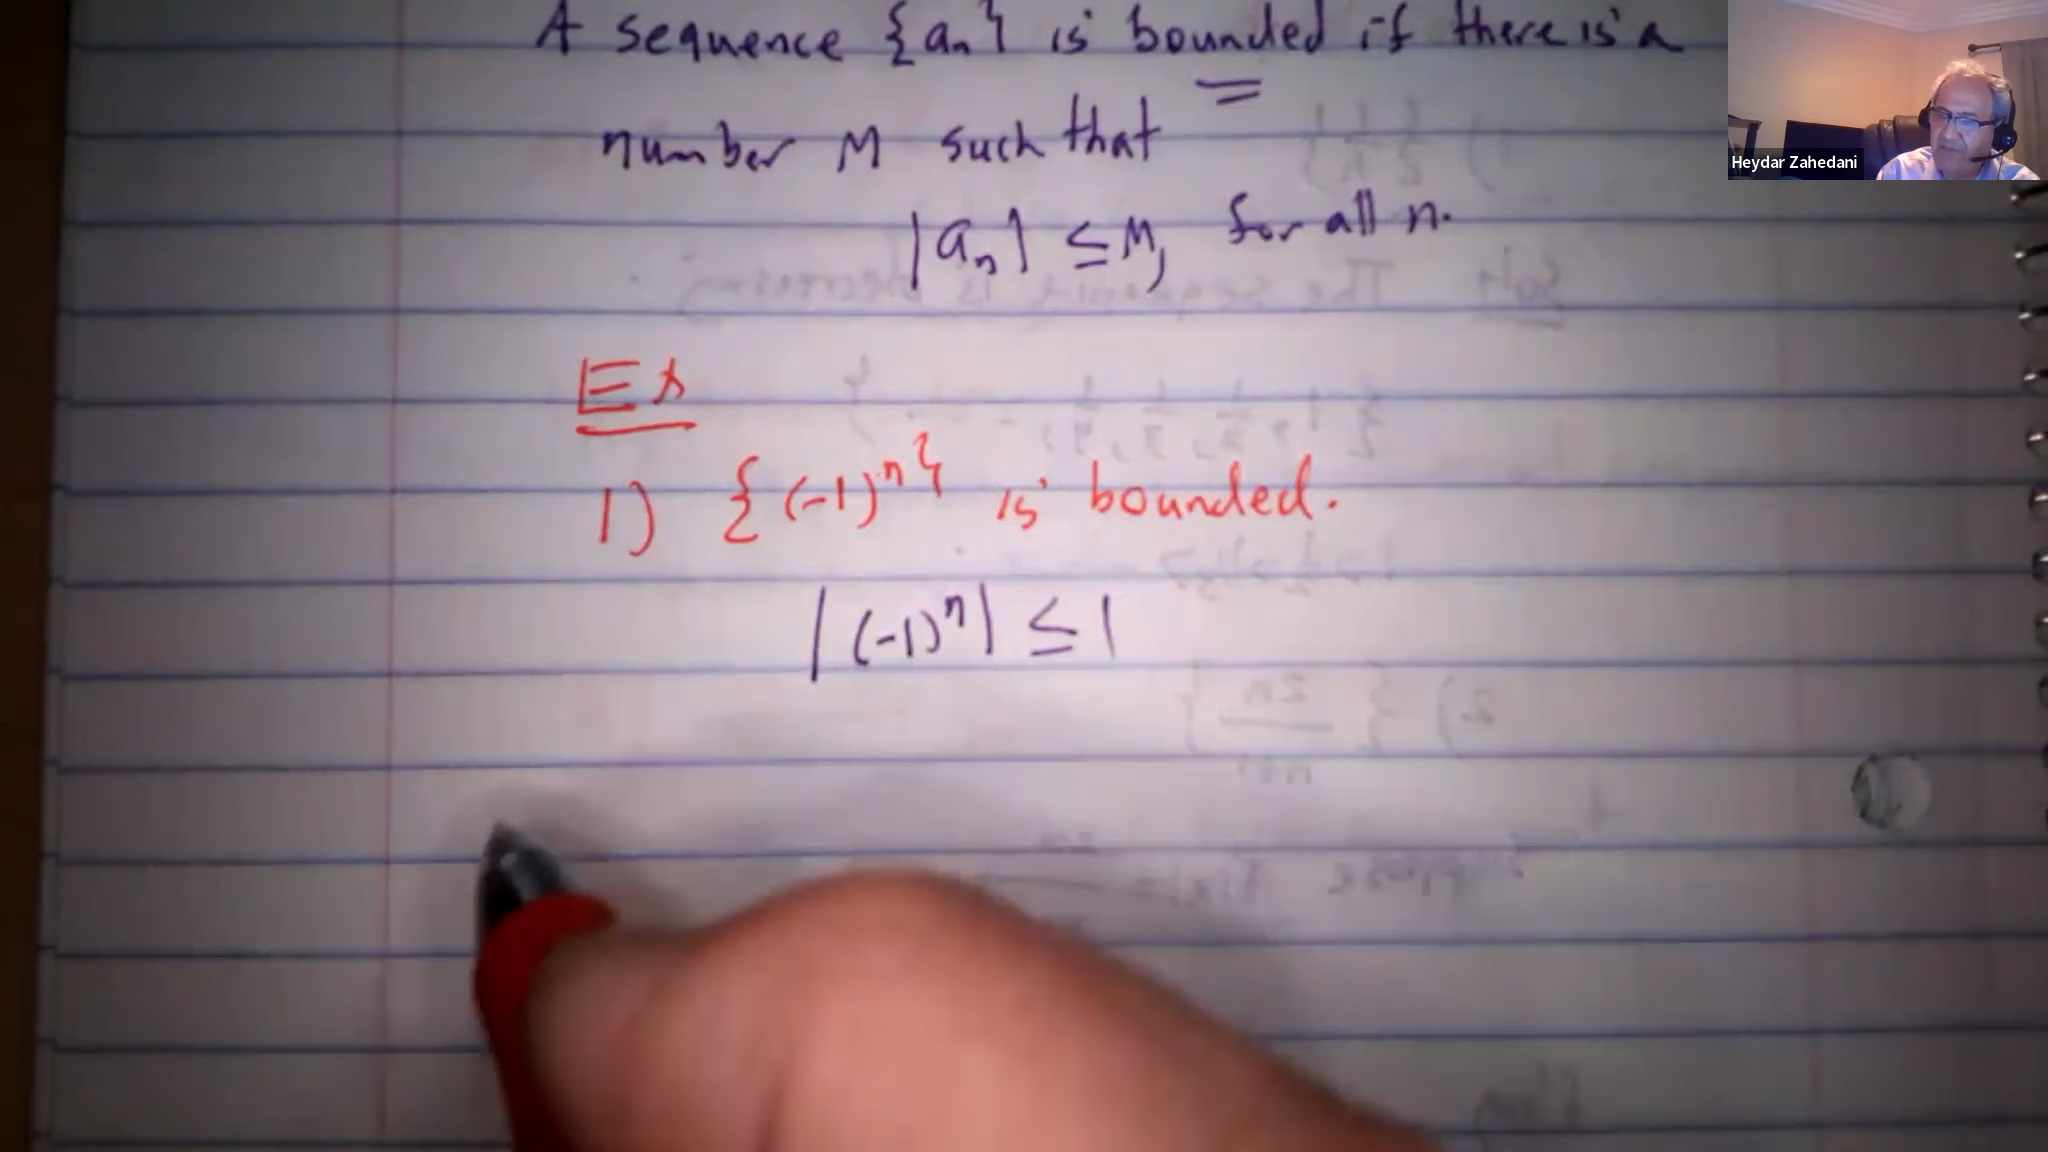 A sequence {aₙ} is bounded if there is a
number M such that
|aₙ| ≤ M, for all n.
Heydar Zahedani
Ex
1) {(-1)ⁿ} is bounded.
|(-1)ⁿ| ≤ 1